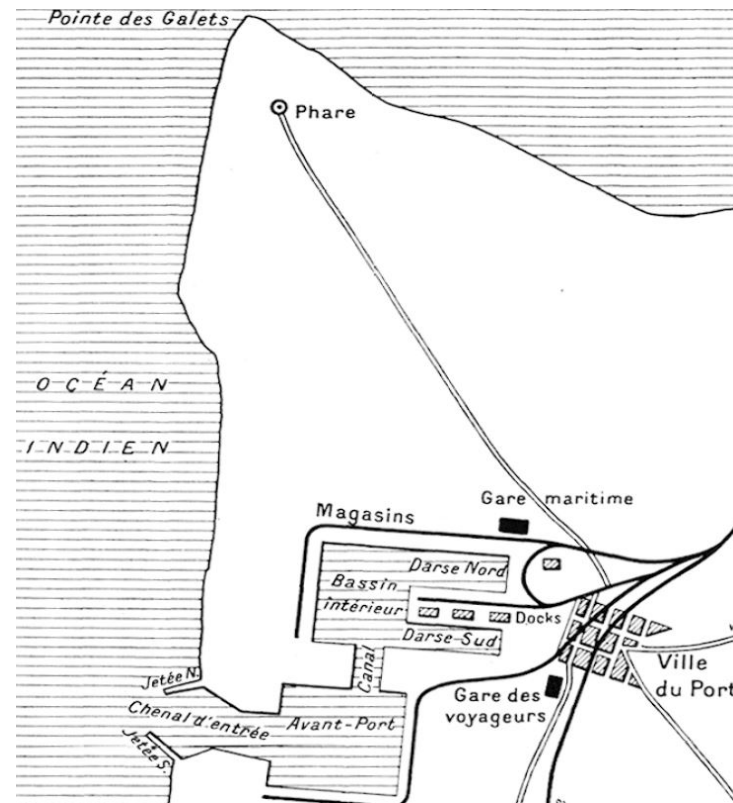 Pointe des Galets
Phare
OCÉAN
INDIEN
Gare maritime
Magasins
Darse Nord
Bassin
intérieur
Docks
Darse-Sud
Canal
Ville
du Port
Jetée N.
Gare des
voyageurs
Chenal d'entrée
Avant-Port
Jetée S.